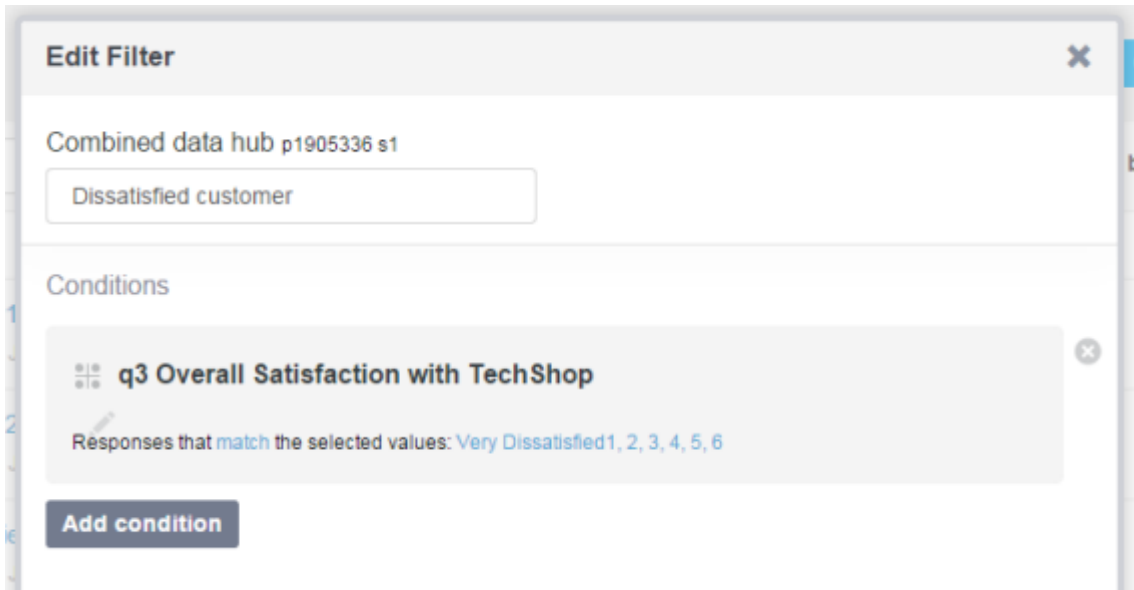 Edit Filter
Combined data hub p1905336 s1
Dissatisfied customer
Conditions
q3 Overall Satisfaction with TechShop
Responses that match the selected values: Very Dissatisfied1, 2, 3, 4, 5, 6
Add condition